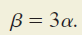 β = 3α.